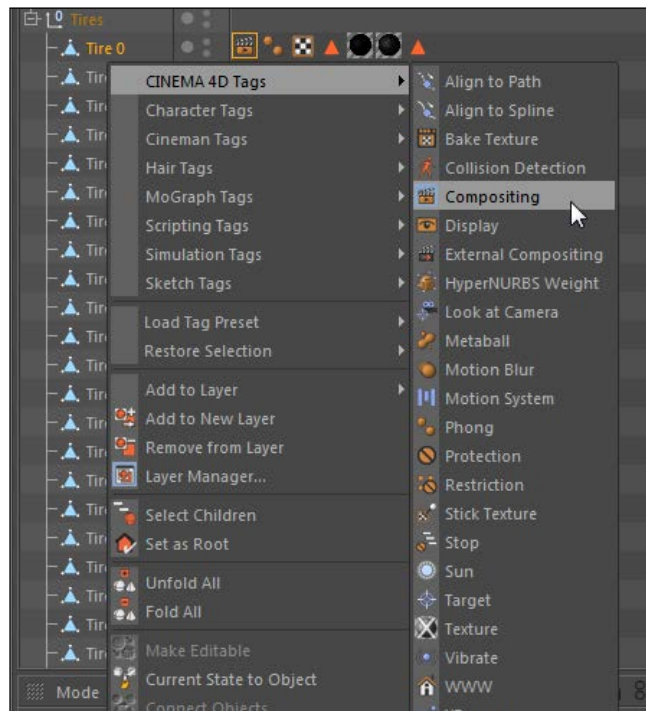 Tires
Tire 0
CINEMA 4D Tags
Character Tags
Cineman Tags
Hair Tags
MoGraph Tags
Scripting Tags
Simulation Tags
Sketch Tags
Load Tag Preset
Restore Selection
Add to Layer
Add to New Layer
Remove from Layer
Layer Manager...
Select Children
Set as Root
Unfold All
Fold All
Make Editable
Current State to Object
Connect Objects
Align to Path
Align to Spline
Bake Texture
Collision Detection
Compositing
Display
External Compositing
HyperNURBS Weight
Look at Camera
Metaball
Motion Blur
Motion System
Phong
Protection
Restriction
Stick Texture
Stop
Sun
Target
Texture
Vibrate
WWW
Mode